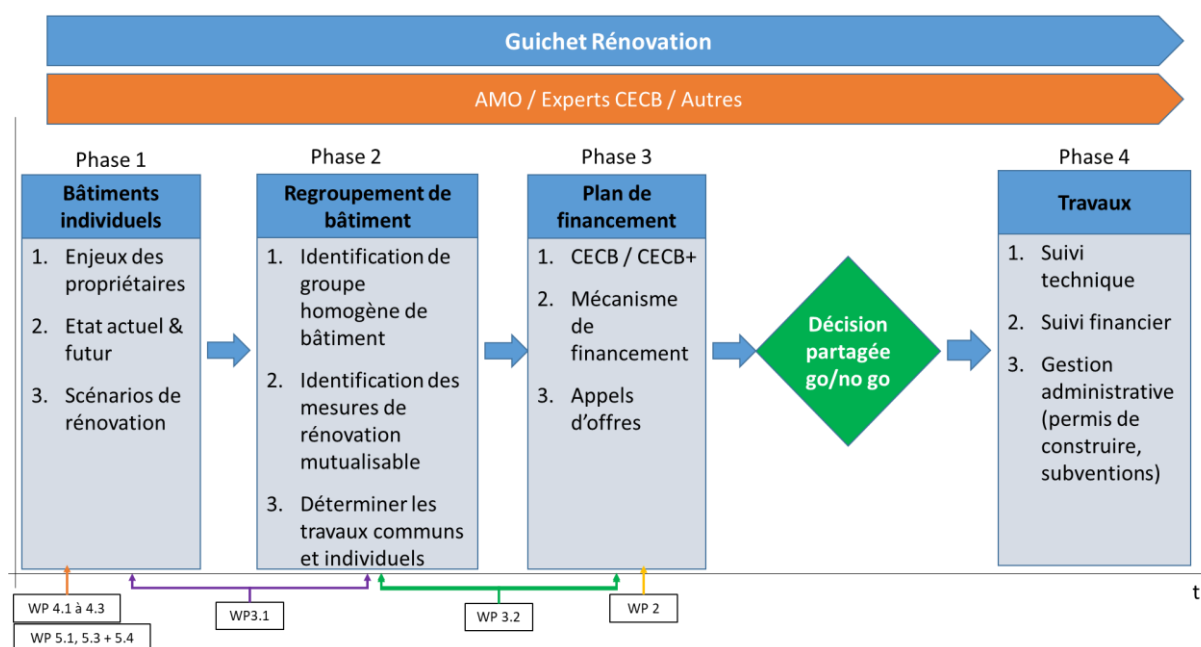 Guichet Rénovation
AMO / Experts CECB / Autres
Phase 1
Bâtiments
individuels
1. Enjeux des
propriétaires
2. Etat actuel &
futur
3. Scénarios de
rénovation
Phase 2
Regroupement de
bâtiment
1. Identification de
groupe
homogène de
bâtiment
2. Identification des
mesures de
rénovation
mutualisable
3. Déterminer les
travaux communs
et individuels
Phase 3
Plan de
financement
1. CECB / CECB+
2. Mécanisme
de
financement
3. Appels
d’offres
Décision
partagée
go/no go
Phase 4
Travaux
1. Suivi
technique
2. Suivi financier
3. Gestion
administrative
(permis de
construire,
subventions)
t
WP 4.1 à 4.3
WP 5.1, 5.3 + 5.4
WP3.1
WP 3.2
WP 2